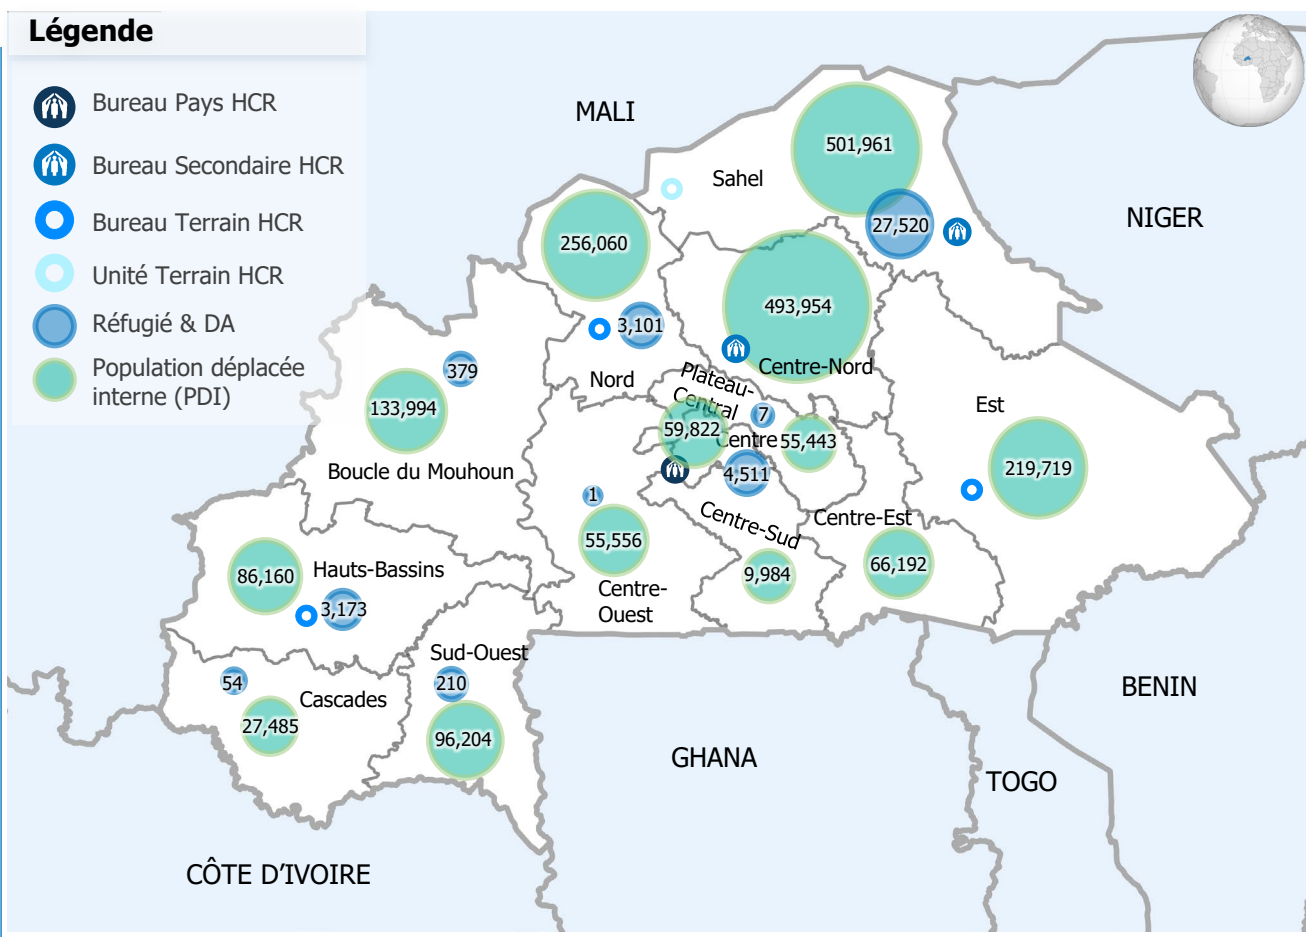 Légende
Bureau Pays HCR
Bureau Secondaire HCR
Bureau Terrain HCR
Unité Terrain HCR
Réfugié & DA
Population déplacée
interne (PDI)
MALI
NIGER
BENIN
TOGO
GHANA
CÔTE D'IVOIRE
501,961
Sahel
27,520
256,060
3,101
Nord
493,954
Centre-Nord
379
133,994
Boucle du Mouhoun
Plateau-
Central
7
59,822
Centre
55,443
4,511
Est
219,719
1
55,556
Centre-
Ouest
Centre-Sud
9,984
Centre-Est
66,192
86,160
Hauts-Bassins
3,173
54
Cascades
27,485
Sud-Ouest
210
96,204